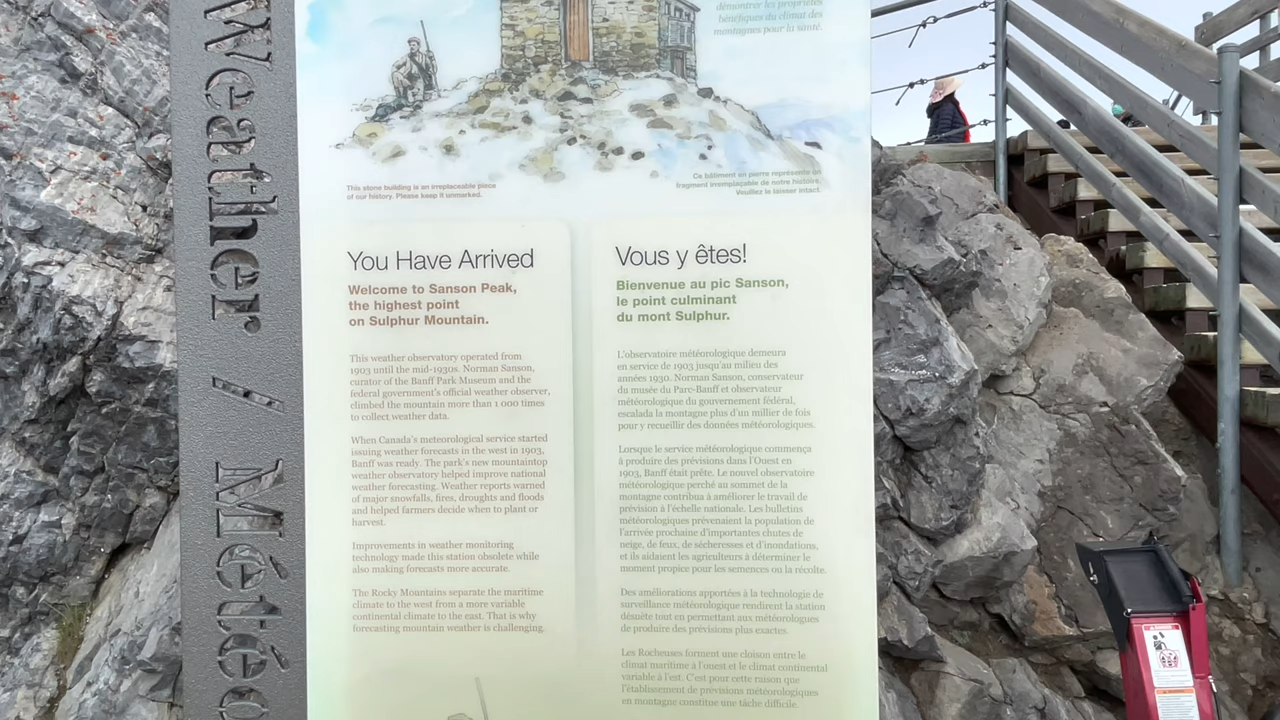 Weather / Météo
démontrer les propriétés
bénéfiques du climat des
montagnes pour la santé.
This stone building is an irreplaceable piece
of our history. Please keep it unmarked.
Ce bâtiment en pierre représente un
fragment irremplaçable de notre histoire.
Veuillez le laisser intact.
You Have Arrived
Welcome to Sanson Peak,
the highest point
on Sulphur Mountain.
This weather observatory operated from
1903 until the mid-1930s. Norman Sanson,
curator of the Banff Park Museum and the
federal government's official weather observer,
climbed the mountain more than 1 000 times
to collect weather data.
When Canada's meteorological service started
issuing weather forecasts in the west in 1903,
Banff was ready. The park's new mountaintop
weather observatory helped improve national
weather forecasting. Weather reports warned
of major snowfalls, fires, droughts and floods
and helped farmers decide when to plant or
harvest.
Improvements in weather monitoring
technology made this station obsolete while
also making forecasts more accurate.
The Rocky Mountains separate the maritime
climate to the west from a more variable
continental climate to the east. That is why
forecasting mountain weather is challenging.
Vous y êtes!
Bienvenue au pic Sanson,
le point culminant
du mont Sulphur.
L'observatoire météorologique demeura
en service de 1903 jusqu'au milieu des
années 1930. Norman Sanson, conservateur
du musée du Parc-Banff et observateur
météorologique du gouvernement fédéral,
escalada la montagne plus d'un millier de fois
pour y recueillir des données météorologiques.
Lorsque le service météorologique commença
à produire des prévisions dans l'Ouest en
1903, Banff était prête. Le nouvel observatoire
météorologique perché au sommet de la
montagne contribua à améliorer le travail de
prévision à l'échelle nationale. Les bulletins
météorologiques prévenaient la population de
l'arrivée prochaine d'importantes chutes de
neige, de feux, de sécheresses et d'inondations,
et ils aidaient les agriculteurs à déterminer le
moment propice pour les semences ou la récolte.
Des améliorations apportées à la technologie de
surveillance météorologique rendirent la station
désuète tout en permettant aux météorologues
de produire des prévisions plus exactes.
Les Rocheuses forment une cloison entre le
climat maritime à l'ouest et le climat continental
variable à l'est. C'est pour cette raison que
l'établissement de prévisions météorologiques
en montagne constitue une tâche difficile.